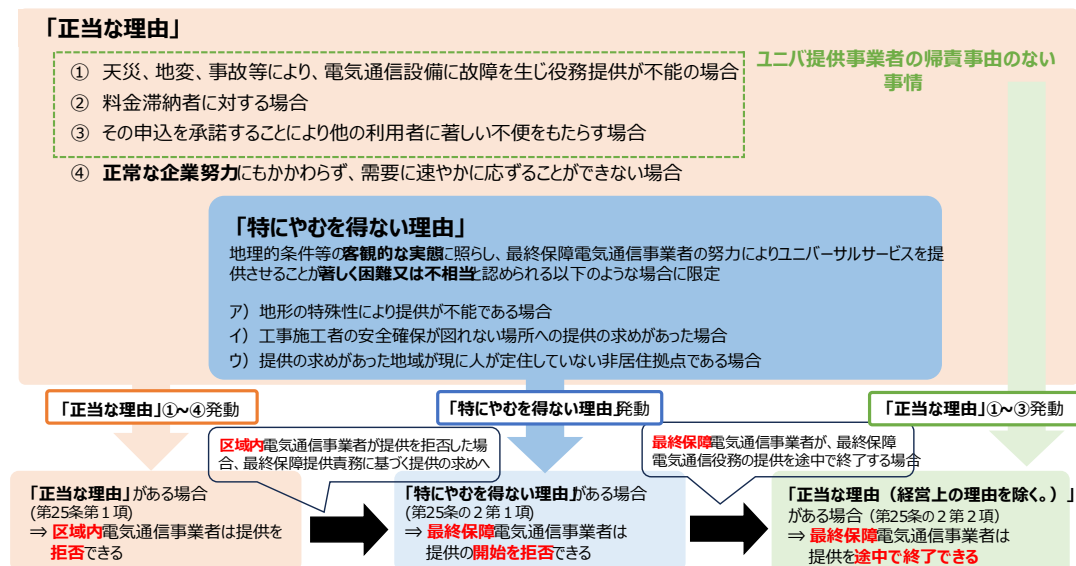 「正当な理由」
① 天災、地変、事故等により、電気通信設備に故障を生じ役務提供が不能の場合
② 料金滞納者に対する場合
③ その申込を承諾することにより他の利用者に著しい不便をもたらす場合
ユニバ提供事業者の帰責事由のない
事情
④ 正常な企業努力にもかかわらず、需要に速やかに応ずることができない場合
「特にやむを得ない理由」
地理的条件等の客観的な実態に照らし、最終保障電気通信事業者の努力によりユニバーサルサービスを提
供させることが著しく困難又は不相当と認められる以下のような場合に限定
ア）地形の特殊性により提供が不能である場合
イ）工事施工者の安全確保が図れない場所への提供の求めがあった場合
ウ）提供の求めがあった地域が現に人が定住していない非居住拠点である場合
「正当な理由」①~④発動
「特にやむを得ない理由」発動
「正当な理由」①~③発動
区域内電気通信事業者が提供を拒否した場
合、最終保障提供責務に基づく提供の求めへ
最終保障電気通信事業者が、最終保障
電気通信役務の提供を途中で終了する場合
「正当な理由」がある場合
(第25条第１項)
⇒ 区域内電気通信事業者は提供を
拒否できる
「特にやむを得ない理由」がある場合
(第25条の２第１項)
⇒ 最終保障電気通信事業者は
提供の開始を拒否できる
「正当な理由（経営上の理由を除く。）」
がある場合（第25条の２第２項）
⇒ 最終保障電気通信事業者は
提供を途中で終了できる